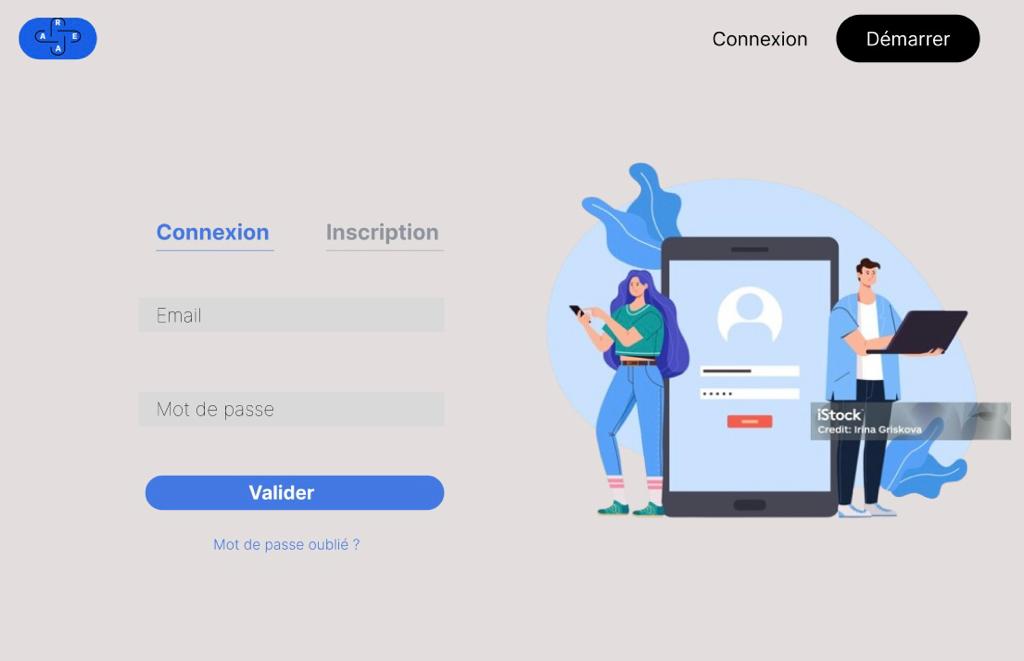 R
A E
A
Connexion Démarrer
Connexion Inscription
Email
Mot de passe
Valider
Mot de passe oublié ?
iStock
Credit: Irina Griskova